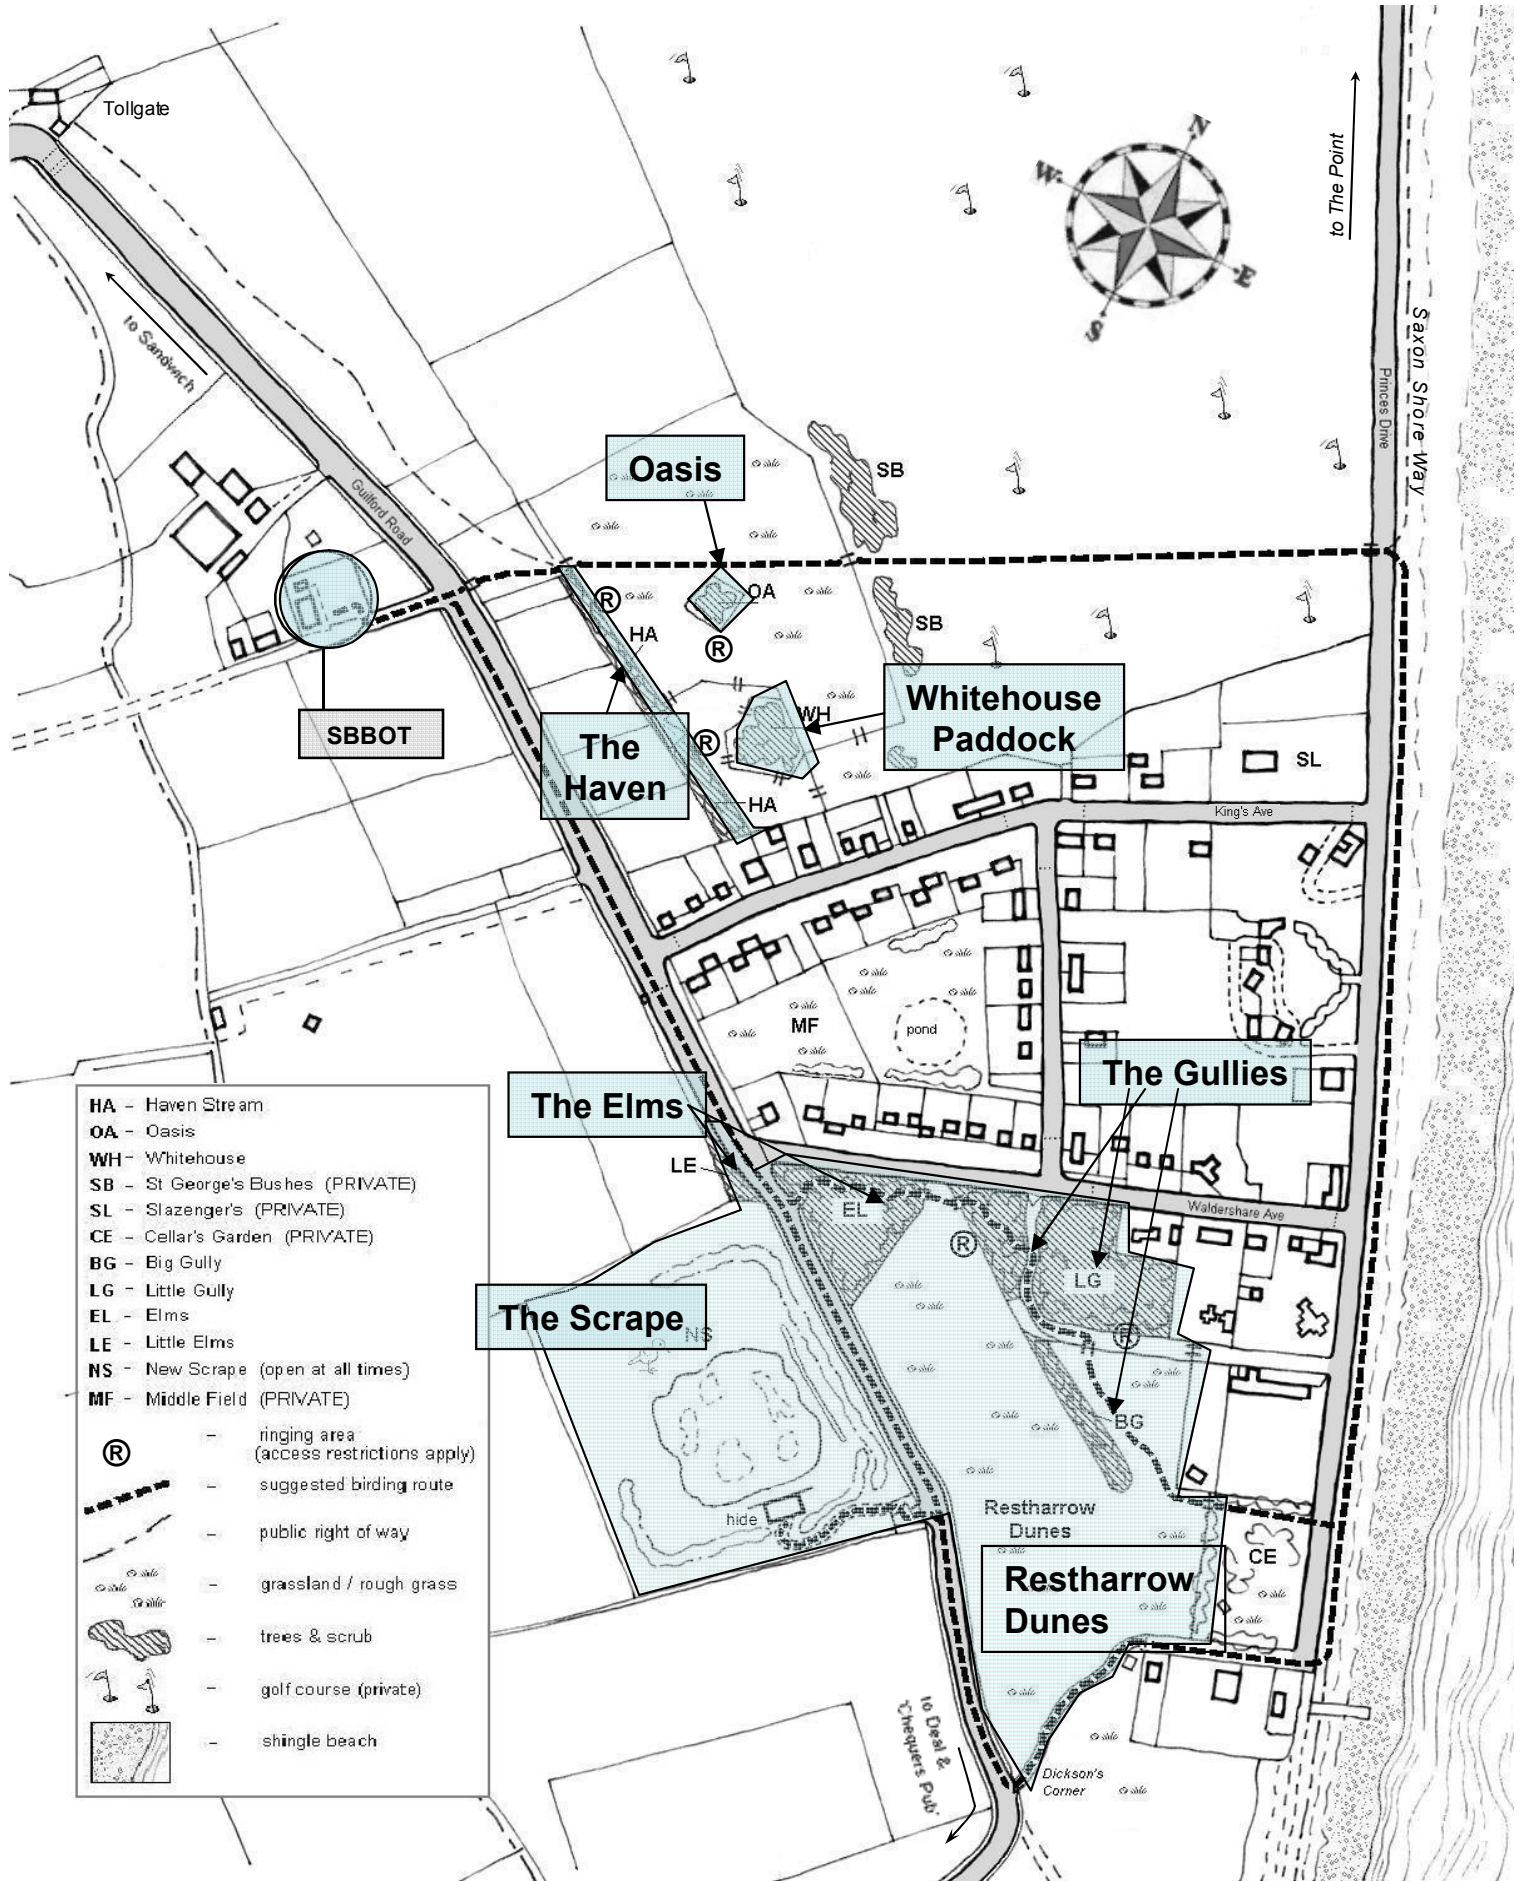 Tollgate
N
W
E
S
to The Point
Saxon Shore Way
Princes Drive
to Sandwich
Guilford Road
Oasis
SB
OA
SB
HA
SBBOT
The
Haven
WH
Whitehouse
Paddock
HA
SL
King's Ave
MF
pond
The Gullies
The Elms
LE
EL
Waldershare Ave
LG
The Scrape
NS
BG
hide
Restharrow
Dunes
CE
Restharrow
Dunes
to Deal &
'Chequers Pub'
Dickson's
Corner
® ® ® ® ®
HA - Haven Stream
OA - Oasis
WH - Whitehouse
SB - St George's Bushes (PRIVATE)
SL - Slazenger's (PRIVATE)
CE - Cellar's Garden (PRIVATE)
BG - Big Gully
LG - Little Gully
EL - Elms
LE - Little Elms
NS - New Scrape (open at all times)
MF - Middle Field (PRIVATE)
® - ringing area
(access restrictions apply)
- suggested birding route
- public right of way
- grassland / rough grass
- trees & scrub
- golf course (private)
- shingle beach